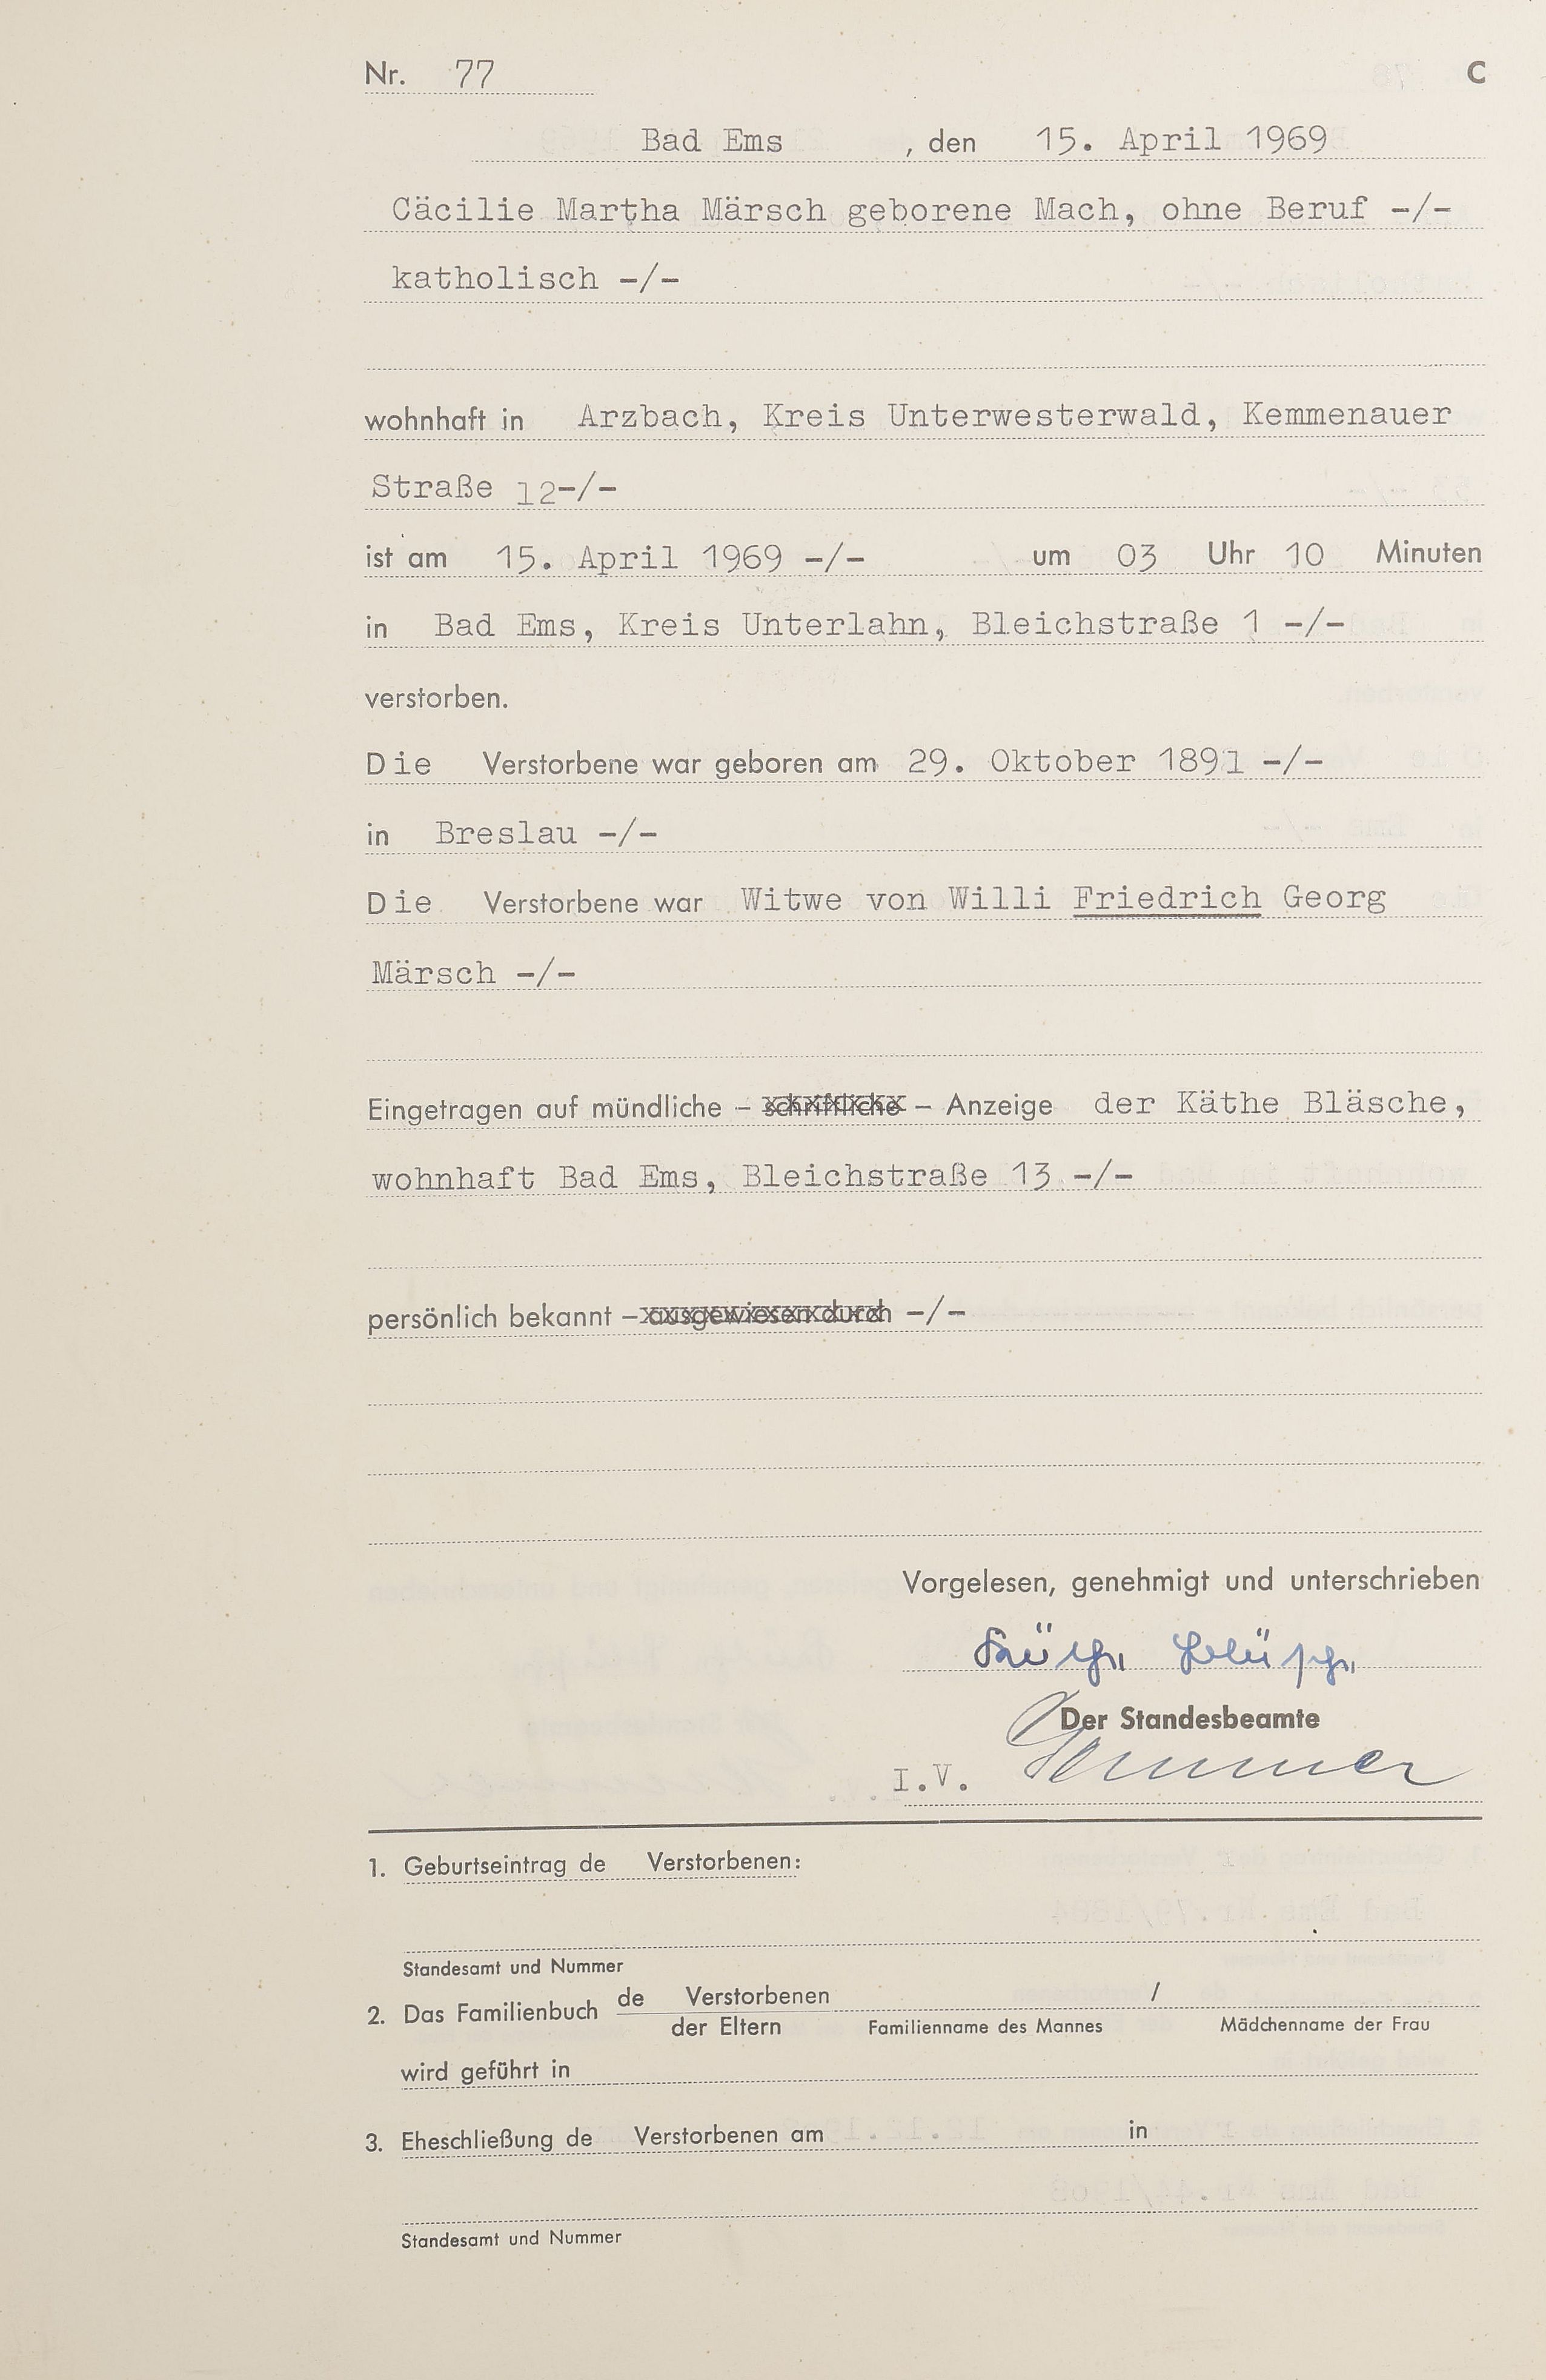 Nr. 77 C
Bad Ems , den 15. April 1969
Cäcilie Martha Märsch geborene Mach, ohne Beruf -/-
katholisch -/-
wohnhaft in Arzbach, Kreis Unterwesterwald, Kemmenauer
Straße 12-/-
ist am 15. April 1969 -/- um 03 Uhr 10 Minuten
in Bad Ems, Kreis Unterlahn, Bleichstraße 1 -/-
verstorben.
Die Verstorbene war geboren am 29. Oktober 1891 -/-
in Breslau -/-
Die Verstorbene war Witwe von Willi Friedrich Georg
Märsch -/-
Eingetragen auf mündliche – schriftliche – Anzeige der Käthe Bläsche,
wohnhaft Bad Ems, Bleichstraße 13 -/-
persönlich bekannt – ausgewiesen durch -/-
Vorgelesen, genehmigt und unterschrieben
Käthe Bläsche
Der Standesbeamte
I.V.
1. Geburtseintrag de Verstorbenen:
Standesamt und Nummer
2. Das Familienbuch de Verstorbenen /
der Eltern Familienname des Mannes Mädchenname der Frau
wird geführt in
3. Eheschließung de Verstorbenen am in
Standesamt und Nummer